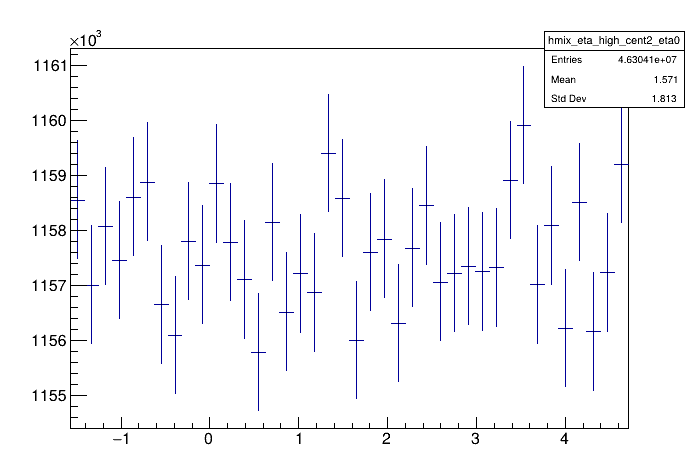 ×10³
hmix_eta_high_cent2_eta0
Entries 4.63041e+07
Mean 1.571
Std Dev 1.813
1161
1160
1159
1158
1157
1156
1155
−1 0 1 2 3 4